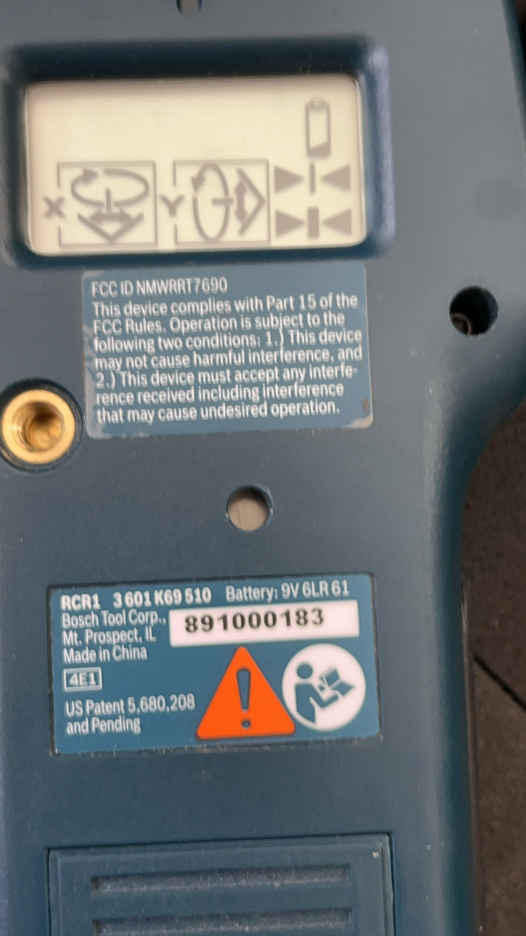 X
Y
FCC ID NMWRRT7690
This device complies with Part 15 of the
FCC Rules. Operation is subject to the
following two conditions: 1.) This device
may not cause harmful interference, and
2.) This device must accept any interfe-
rence received including interference
that may cause undesired operation.
RCR1 3 601 K69 510 Battery: 9V 6LR 61
Bosch Tool Corp.,
Mt. Prospect, IL
891000183
Made in China
4E1
US Patent 5,680,208
and Pending